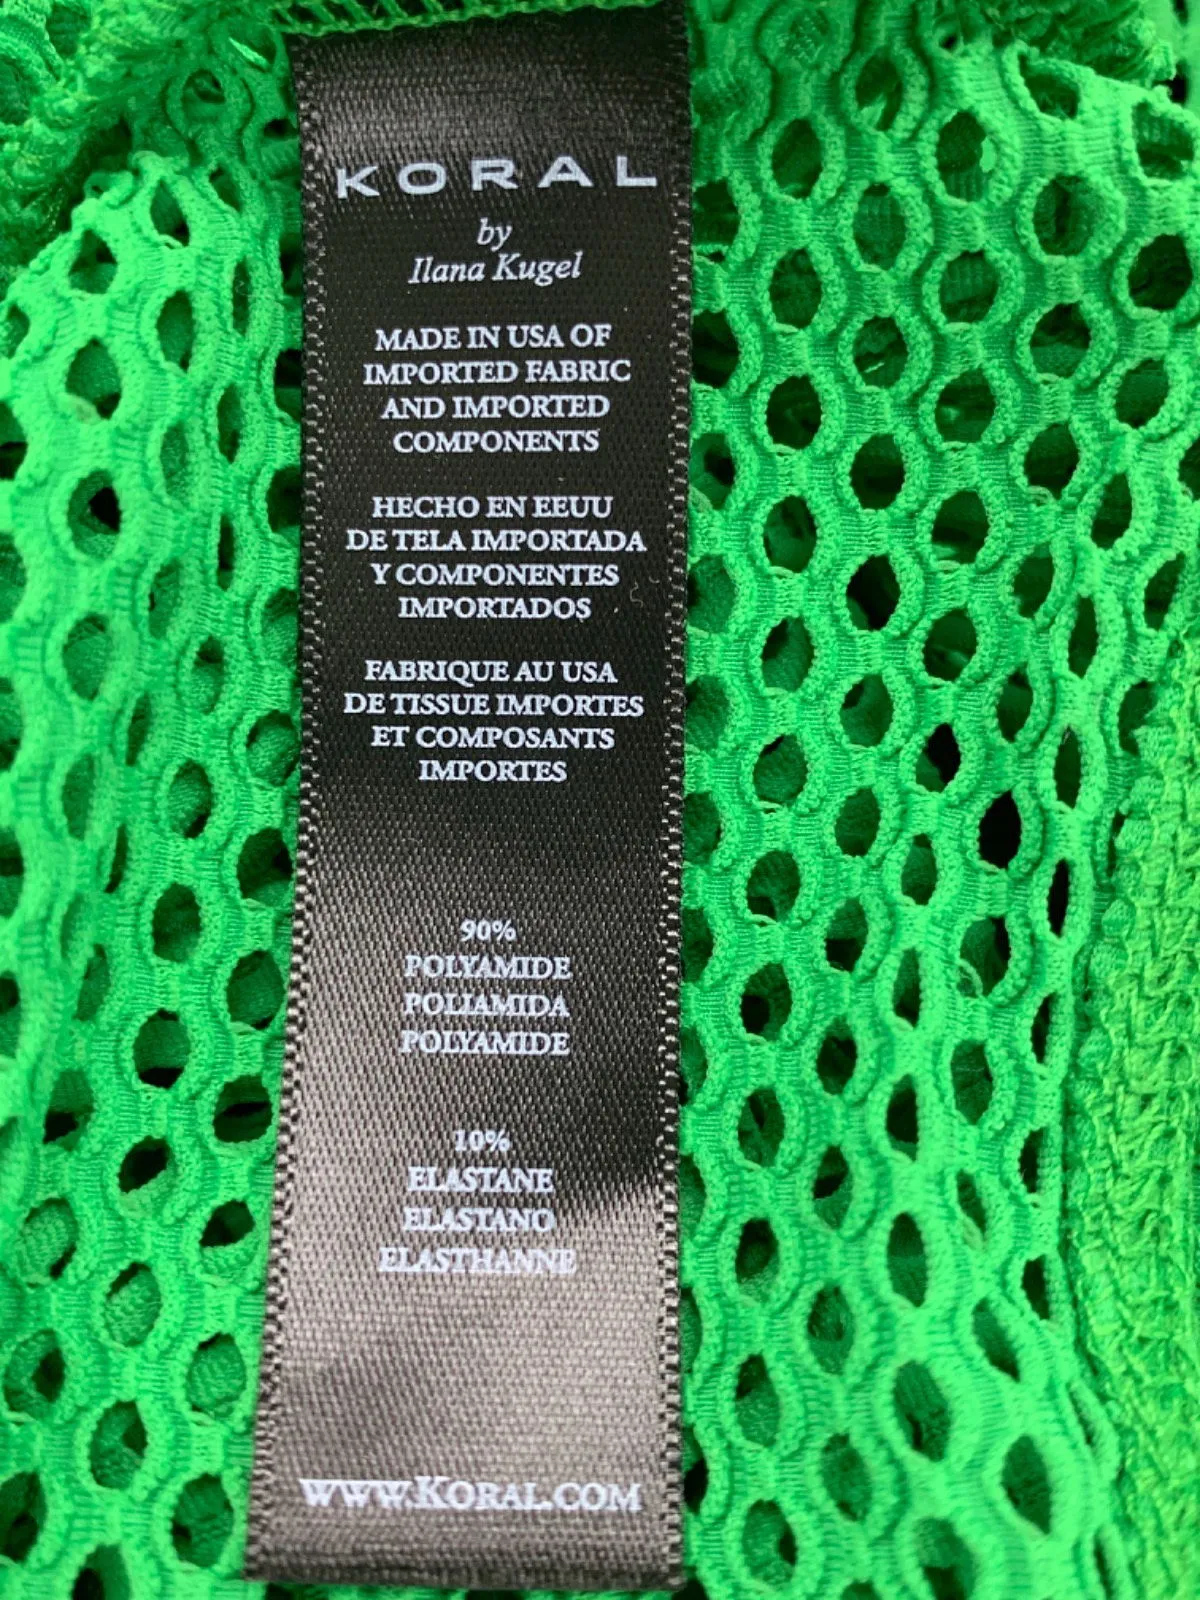 KORAL
by
Ilana Kugel
MADE IN USA OF
IMPORTED FABRIC
AND IMPORTED
COMPONENTS
HECHO EN EEUU
DE TELA IMPORTADA
Y COMPONENTES
IMPORTADOS
FABRIQUE AU USA
DE TISSUE IMPORTES
ET COMPOSANTS
IMPORTES
90%
POLYAMIDE
POLIAMIDA
POLYAMIDE
10%
ELASTANE
ELASTANO
ELASTHANNE
WWW.KORAL.COM